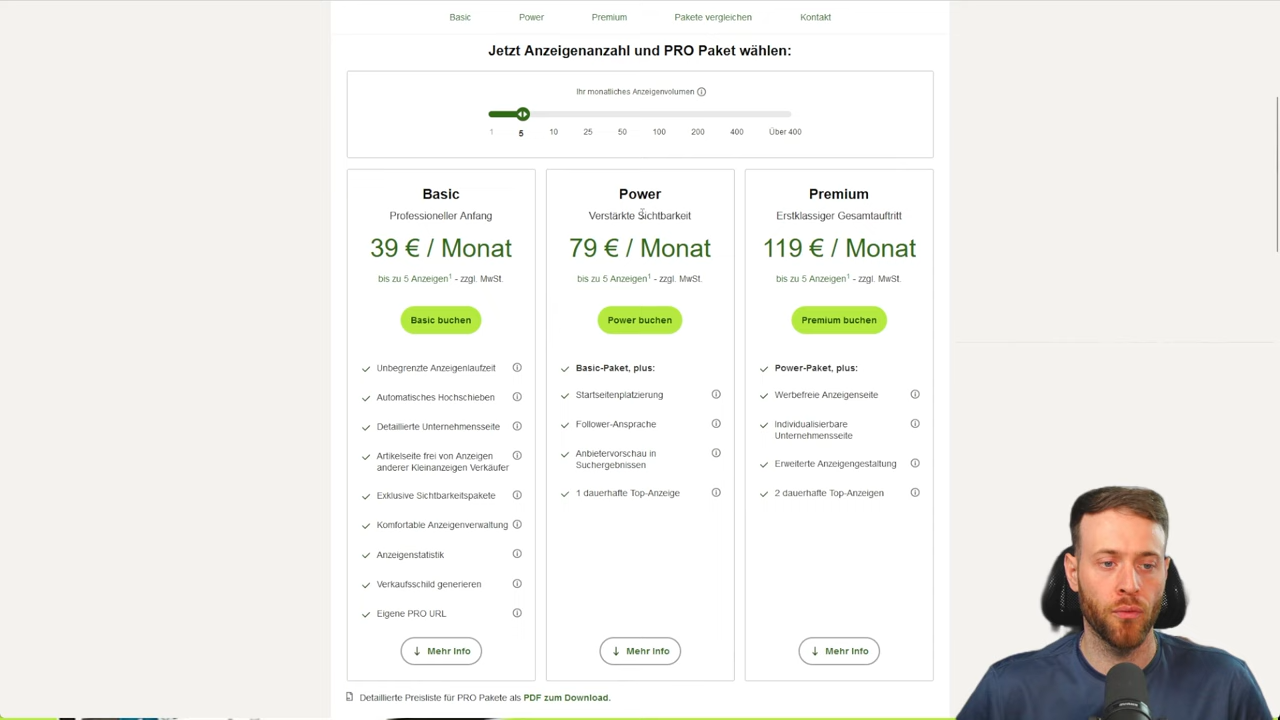 Basic Power Premium Pakete vergleichen Kontakt
Jetzt Anzeigenanzahl und PRO Paket wählen:
Ihr monatliches Anzeigenvolumen
1 5 10 25 50 100 200 400 Über 400
Basic
Professioneller Anfang
39 € / Monat
bis zu 5 Anzeigen¹ - zzgl. MwSt.
Basic buchen
Unbegrenzte Anzeigenlaufzeit
Automatisches Hochschieben
Detaillierte Unternehmensseite
Artikelseite frei von Anzeigen
anderer Kleinanzeigen Verkäufer
Exklusive Sichtbarkeitspakete
Komfortable Anzeigenverwaltung
Anzeigenstatistik
Verkaufsschild generieren
Eigene PRO URL
Mehr Info
Power
Verstärkte Sichtbarkeit
79 € / Monat
bis zu 5 Anzeigen¹ - zzgl. MwSt.
Power buchen
Basic-Paket, plus:
Startseitenplatzierung
Follower-Ansprache
Anbietervorschau in
Suchergebnissen
1 dauerhafte Top-Anzeige
Mehr Info
Premium
Erstklassiger Gesamtauftritt
119 € / Monat
bis zu 5 Anzeigen¹ - zzgl. MwSt.
Premium buchen
Power-Paket, plus:
Werbefreie Anzeigenseite
Individualisierbare
Unternehmensseite
Erweiterte Anzeigengestaltung
2 dauerhafte Top-Anzeigen
Mehr Info
Detaillierte Preisliste für PRO Pakete als PDF zum Download.